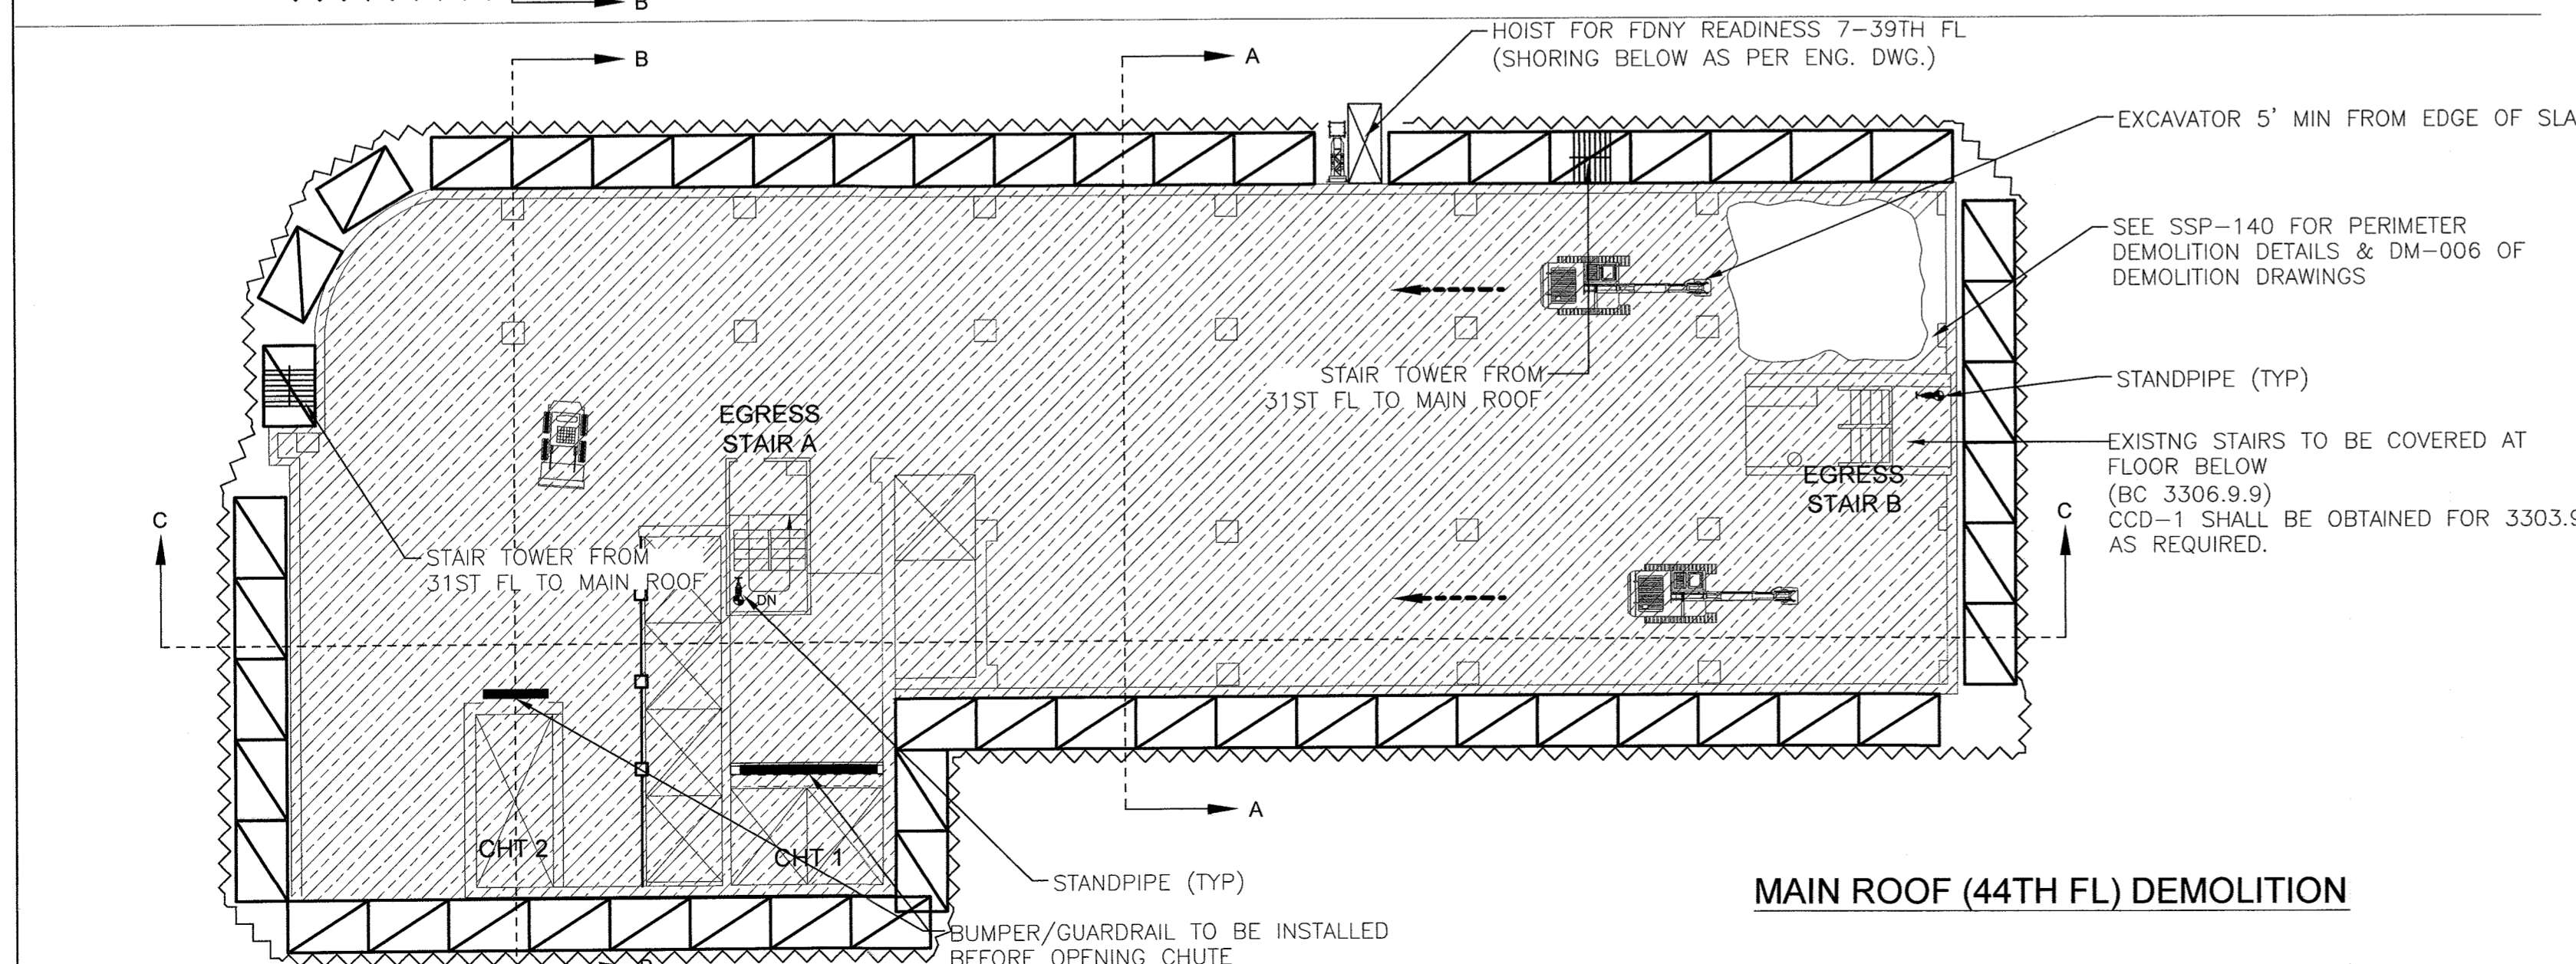 B
HOIST FOR FDNY READINESS 7-39TH FL
(SHORING BELOW AS PER ENG. DWG.)
B
A
EXCAVATOR 5' MIN FROM EDGE OF SLA
SEE SSP-140 FOR PERIMETER
DEMOLITION DETAILS & DM-006 OF
DEMOLITION DRAWINGS
STAIR TOWER FROM
31ST FL TO MAIN ROOF
STANDPIPE (TYP)
EGRESS
STAIR A
EXISTNG STAIRS TO BE COVERED AT
FLOOR BELOW
(BC 3306.9.9)
CCD-1 SHALL BE OBTAINED FOR 3303.9
AS REQUIRED.
EGRESS
STAIR B
C
C
STAIR TOWER FROM
31ST FL TO MAIN ROOF
DN
A
CHT 2
CHT 1
STANDPIPE (TYP)
MAIN ROOF (44TH FL) DEMOLITION
BUMPER/GUARDRAIL TO BE INSTALLED
BEFORE OPENING CHUTE
B